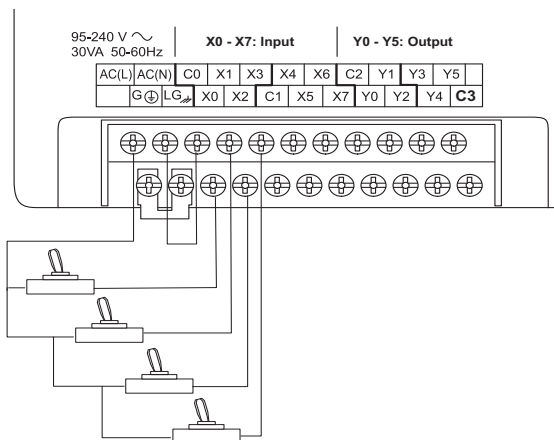 95-240 V ∿
30VA 50-60Hz
X0 - X7: Input
Y0 - Y5: Output
AC(L) AC(N) C0 X1 X3 X4 X6 C2 Y1 Y3 Y5
G LG X0 X2 C1 X5 X7 Y0 Y2 Y4 C3